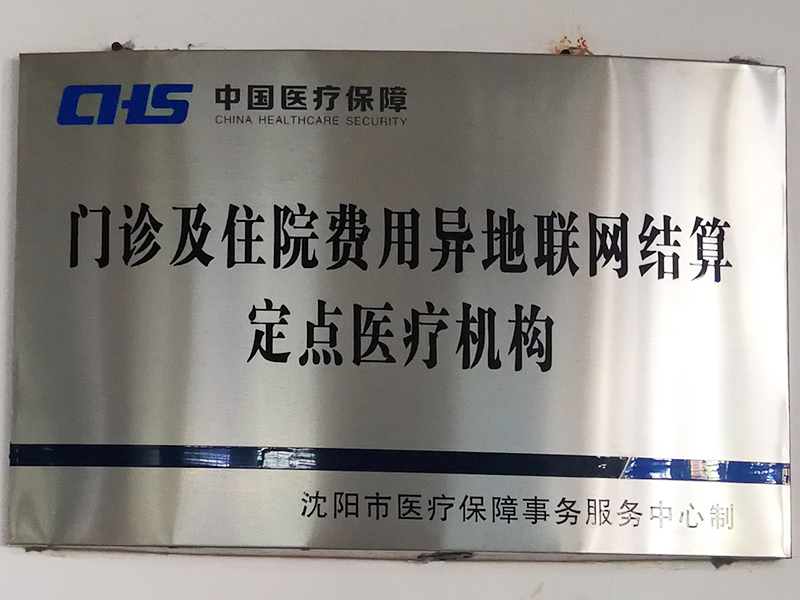 CHS 中国医疗保障
CHINA HEALTHCARE SECURITY
门诊及住院费用异地联网结算
定点医疗机构
沈阳市医疗保障事务服务中心制